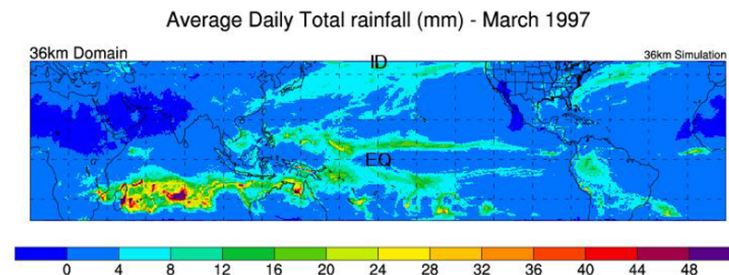 Average Daily Total rainfall (mm) - March 1997
36km Domain
ID
36km Simulation
EQ
0 4 8 12 16 20 24 28 32 36 40 44 48